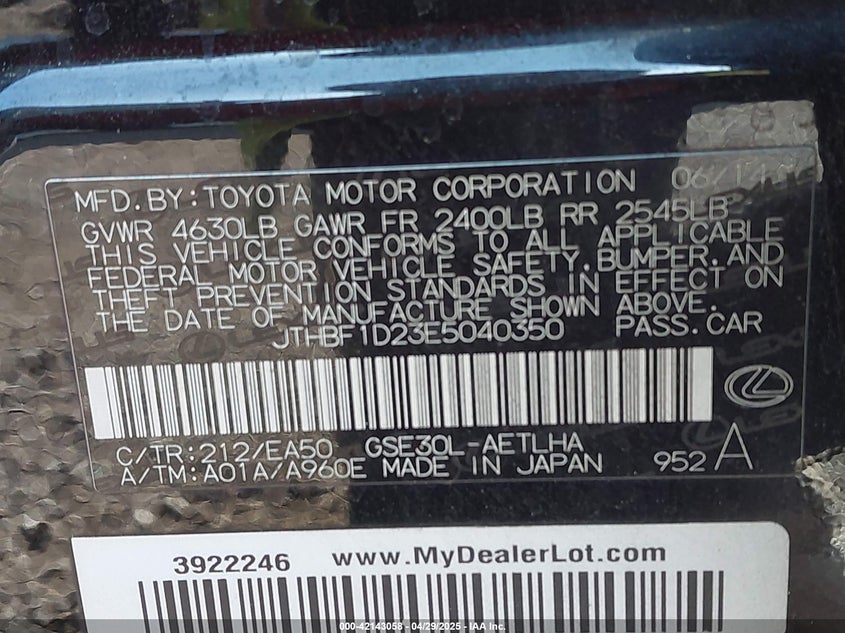 MFD.BY:TOYOTA MOTOR CORPORATION 06/14
GVWR 4630LB GAWR FR 2400LB RR 2545LB
THIS VEHICLE CONFORMS TO ALL APPLICABLE
FEDERAL MOTOR VEHICLE SAFETY,BUMPER,AND
THEFT PREVENTION STANDARDS IN EFFECT ON
THE DATE OF MANUFACTURE SHOWN ABOVE.
JTHBF1D23E5040350 PASS.CAR
C/TR:212/EA50 GSE30L-AETLHA
A/TM:A01A/A960E MADE IN JAPAN 952 A
3922246 www.MyDealerLot.com
000-42143058 - 04/29/2025 - IAA Inc.